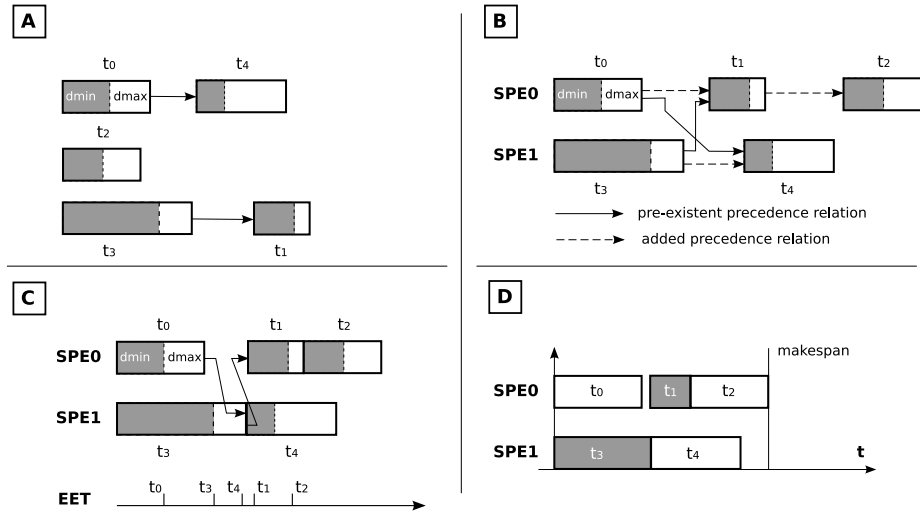 A
t0
t4
dmin dmax
t2
t3
t1
B
t0
t1
t2
SPE0
dmin dmax
SPE1
t3
t4
pre-existent precedence relation
added precedence relation
C
t0
t1
t2
SPE0
dmin dmax
SPE1
t3
t4
t0 t3 t4 t1 t2
EET
D
makespan
SPE0
t0
t1
t2
SPE1
t3
t4
t